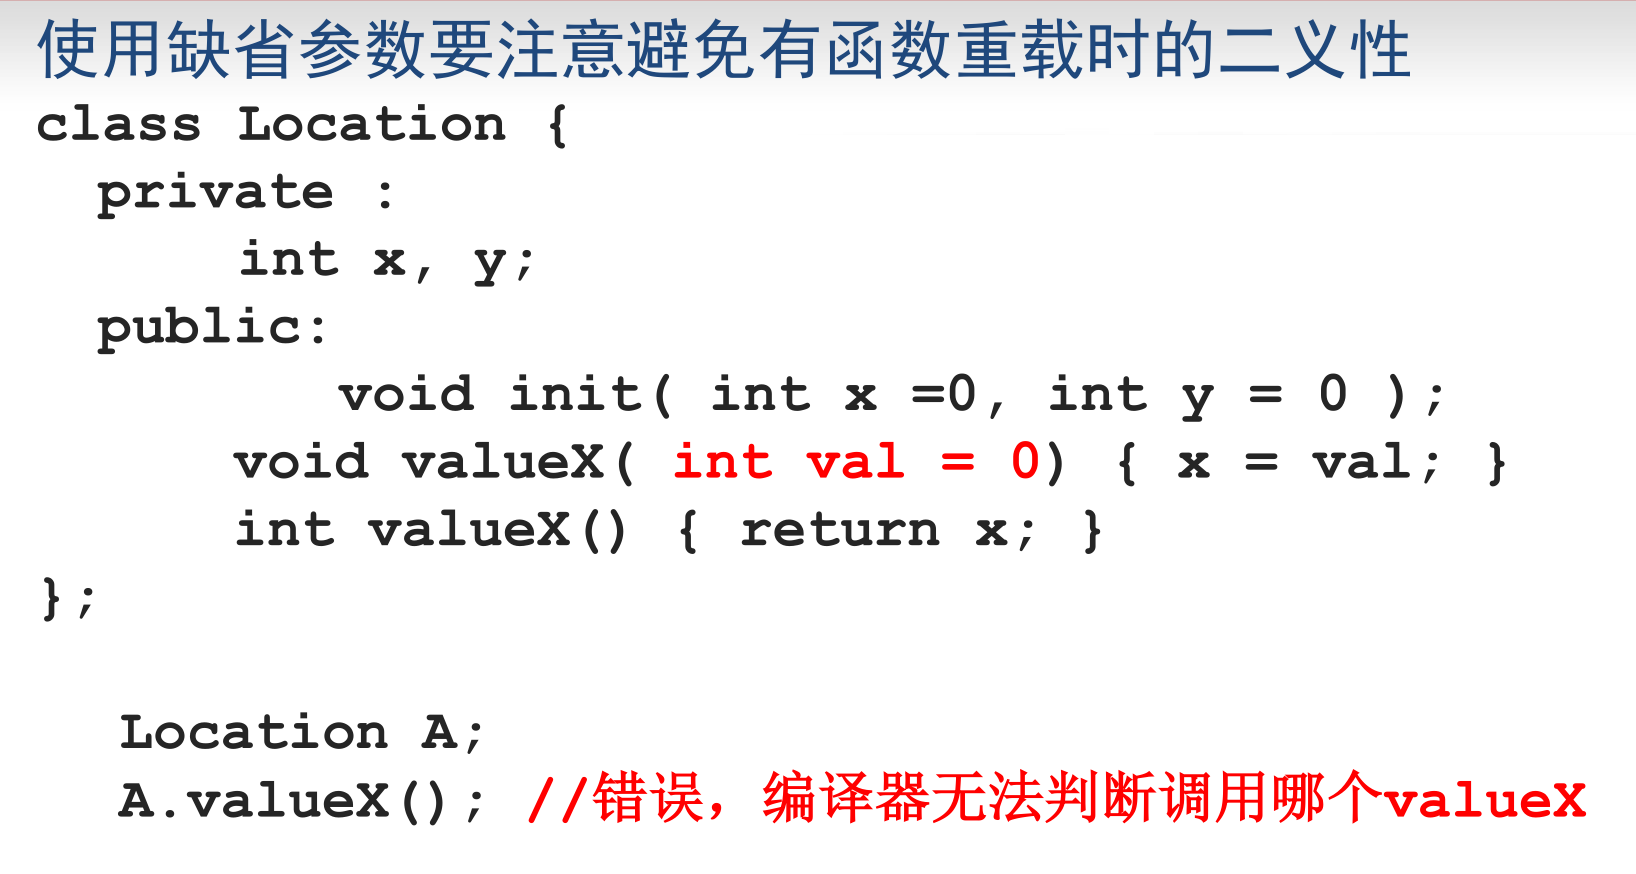 使用缺省参数要注意避免有函数重载时的二义性
class Location {
private :
int x, y;
public:
void init( int x =0, int y = 0 );
void valueX( int val = 0) { x = val; }
int valueX() { return x; }
};
Location A;
A.valueX(); //错误，编译器无法判断调用哪个valueX